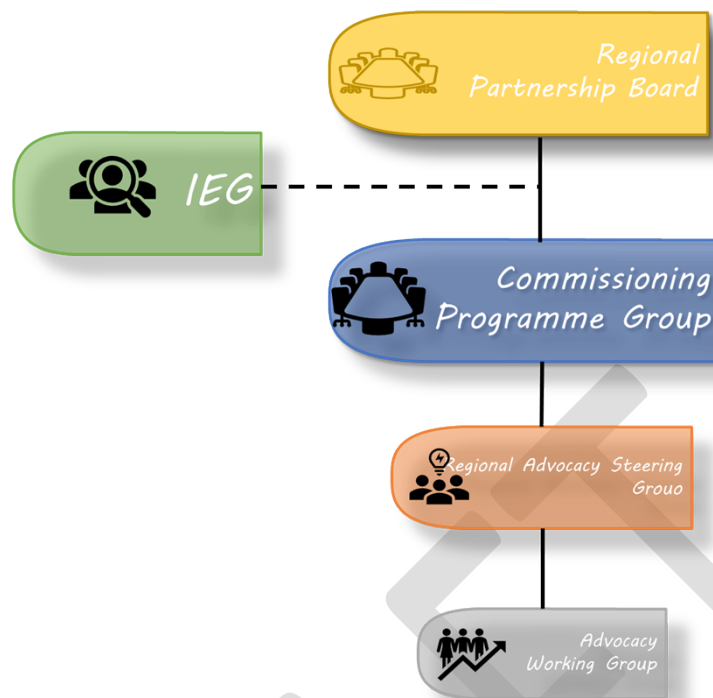 Regional
Partnership Board
IEG
Commissioning
Programme Group
Regional Advocacy Steering
Grouo
Advocacy
Working Group